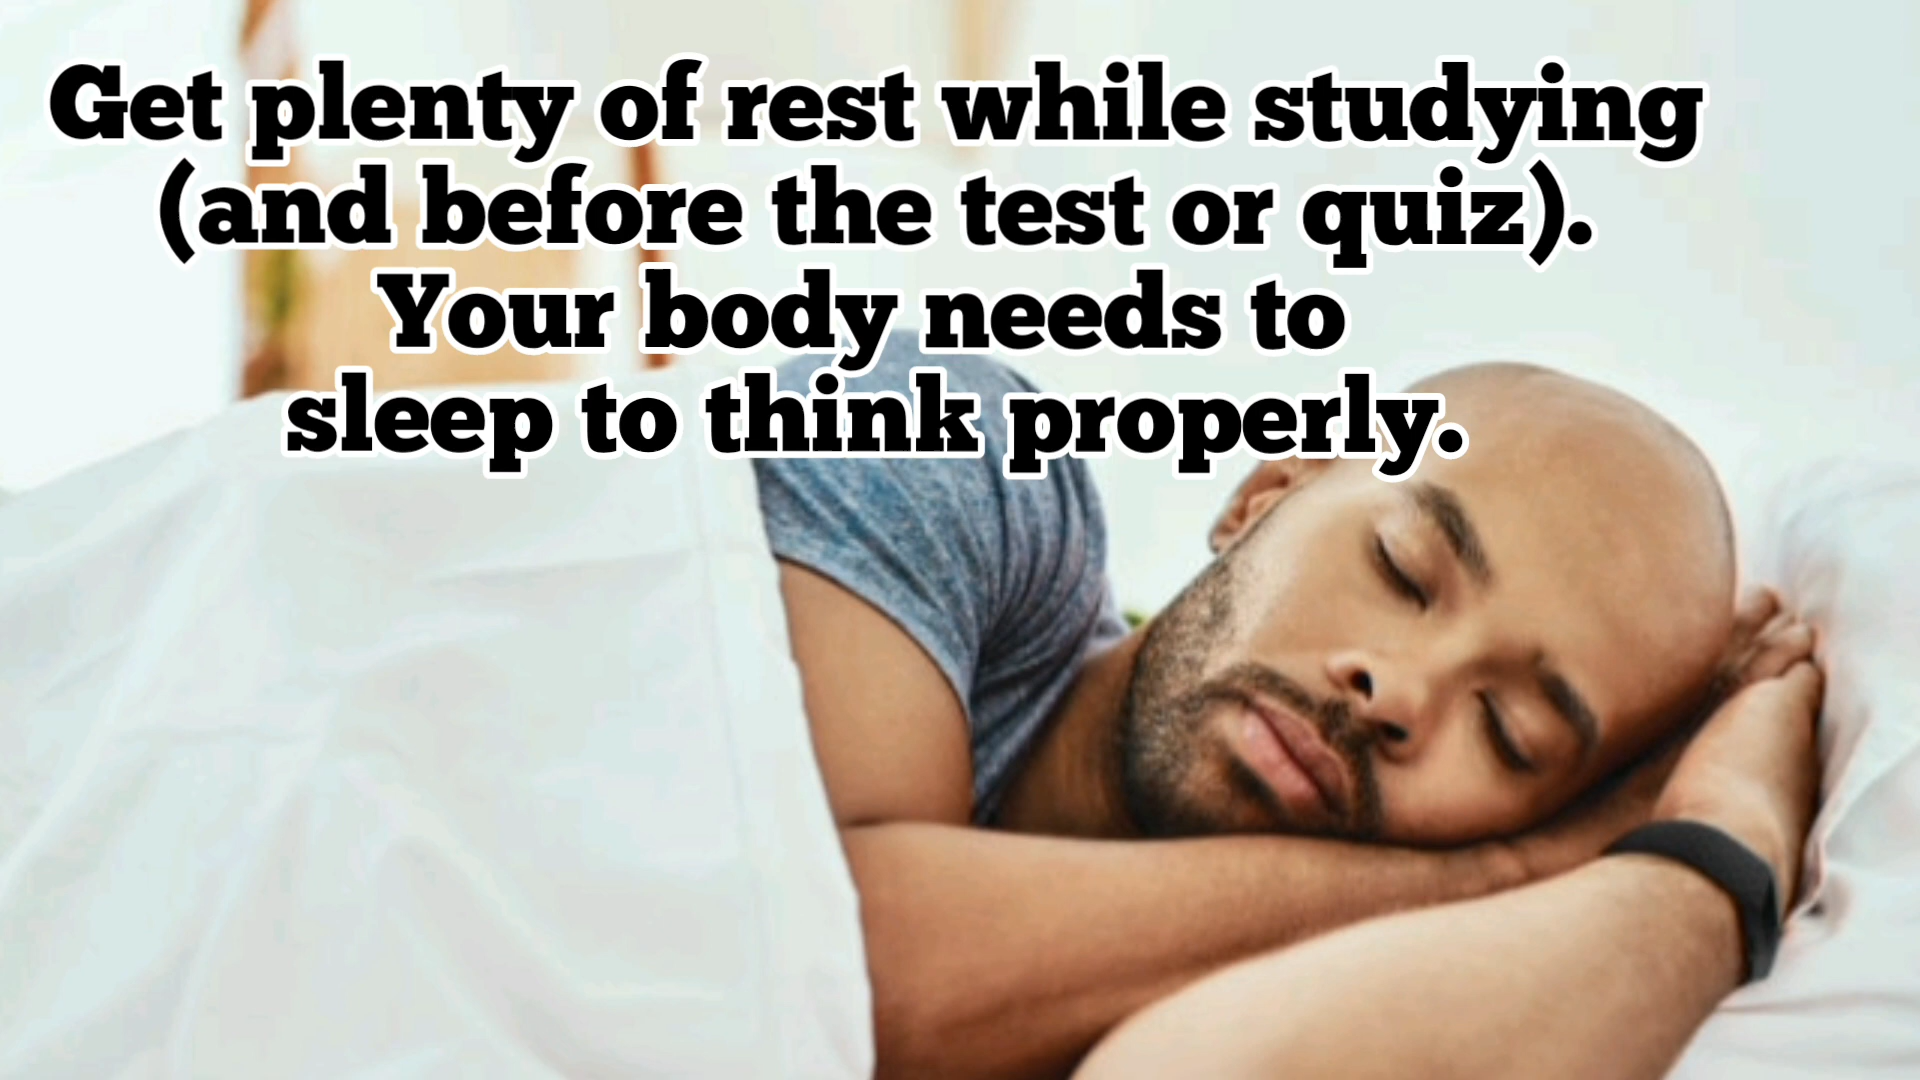 Get plenty of rest while studying
(and before the test or quiz).
Your body needs to
sleep to think properly.